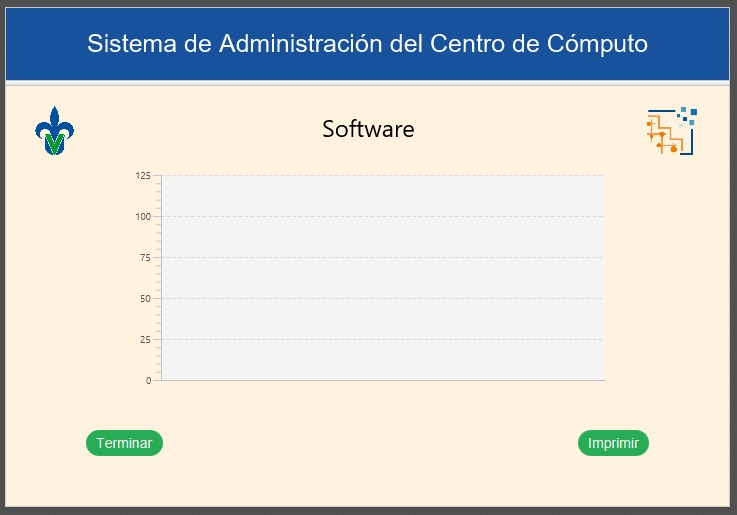 Sistema de Administración del Centro de Cómputo
Software
125
100
75
50
25
0
Terminar
Imprimir